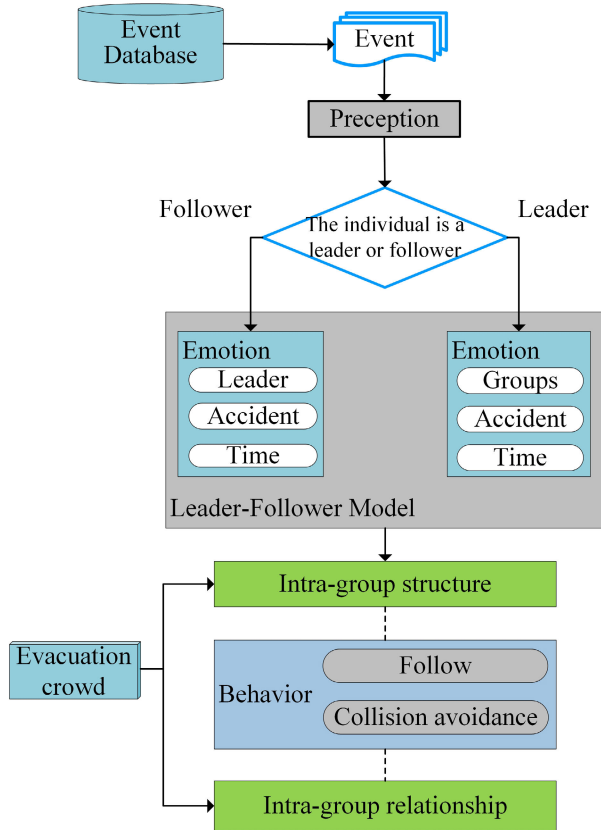 Event
Database
Event
Preception
Follower
Leader
The individual is a
leader or follower
Emotion
Leader
Accident
Time
Emotion
Groups
Accident
Time
Leader-Follower Model
Intra-group structure
Evacuation
crowd
Behavior
Follow
Collision avoidance
Intra-group relationship